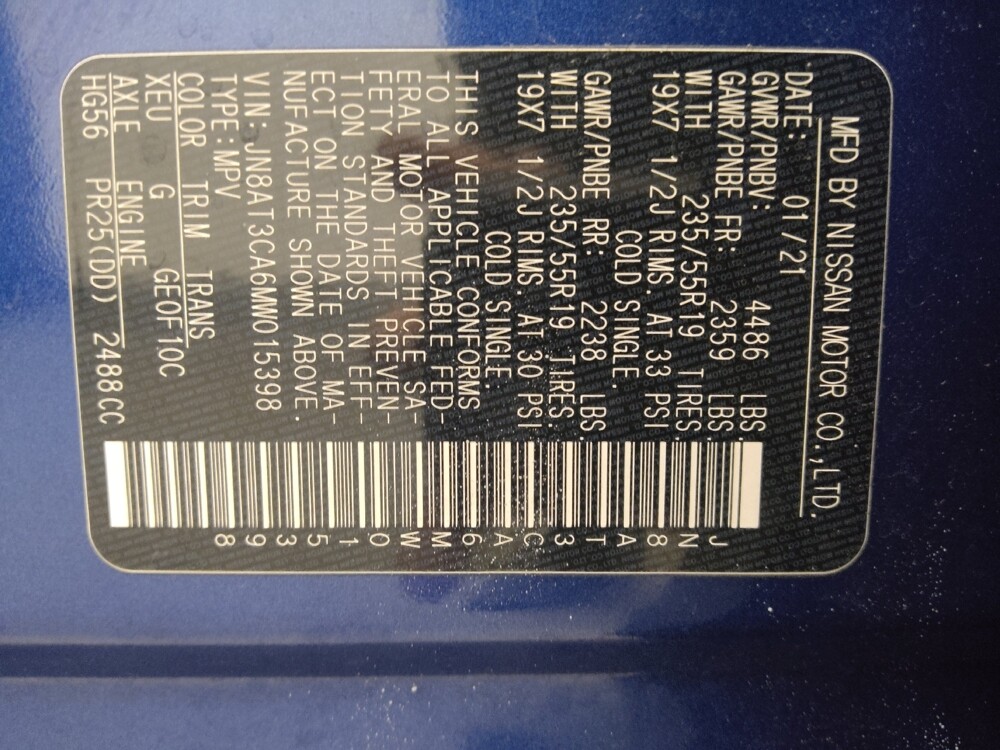 MFD BY NISSAN MOTOR CO.,LTD.
DATE: 01/21
GVWR/PNBV: 4486 LBS
GAWR/PNBE FR: 2359 LBS
WITH 235/55R19 TIRES
19X7 1/2J RIMS. AT 33 PSI
COLD SINGLE.
GAWR/PNBE RR: 2238 LBS
WITH 235/55R19 TIRES.
19X7 1/2J RIMS. AT 30 PSI
COLD SINGLE.
THIS VEHICLE CONFORMS
TO ALL APPLICABLE FED-
ERAL MOTOR VEHICLE SA-
FETY AND THEFT PREVEN-
TION STANDARDS IN EFF-
ECT ON THE DATE OF MA-
NUFACTURE SHOWN ABOVE.
VIN: JN8AT3CA6MW015398
TYPE:MPV
COLOR TRIM TRANS
XEU G GEOF10C
AXLE ENGINE
HG56 PR25(DD) 2488CC
JN8AT3CA6MW015398